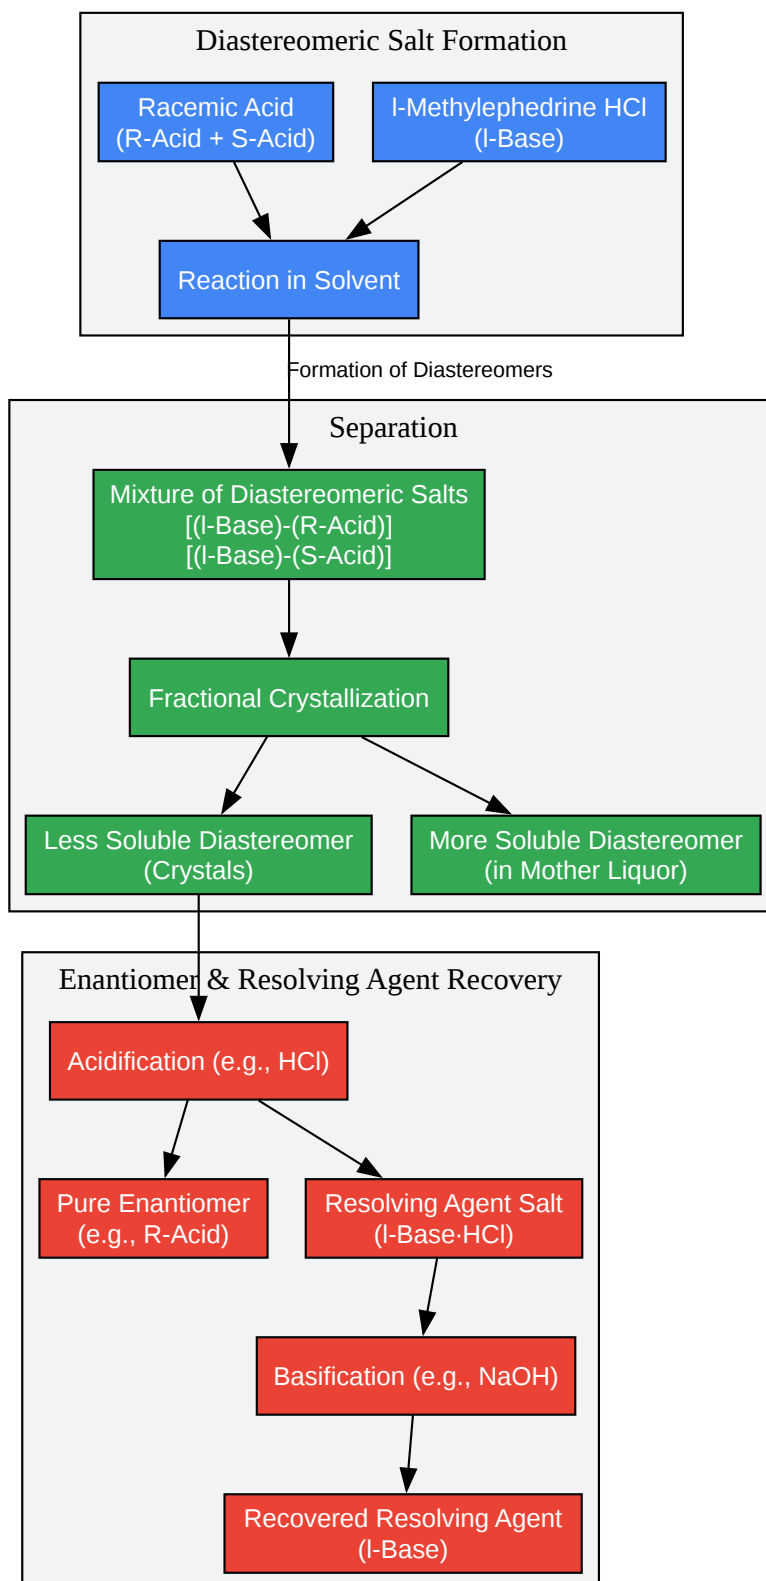 Diastereomeric Salt Formation
Racemic Acid
(R-Acid + S-Acid)
l-Methylephedrine HCl
(l-Base)
Reaction in Solvent
Formation of Diastereomers
Separation
Mixture of Diastereomeric Salts
[(l-Base)-(R-Acid)]
[(l-Base)-(S-Acid)]
Fractional Crystallization
Less Soluble Diastereomer
(Crystals)
More Soluble Diastereomer
(in Mother Liquor)
Enantiomer & Resolving Agent Recovery
Acidification (e.g., HCl)
Pure Enantiomer
(e.g., R-Acid)
Resolving Agent Salt
(l-Base·HCl)
Basification (e.g., NaOH)
Recovered Resolving Agent
(l-Base)